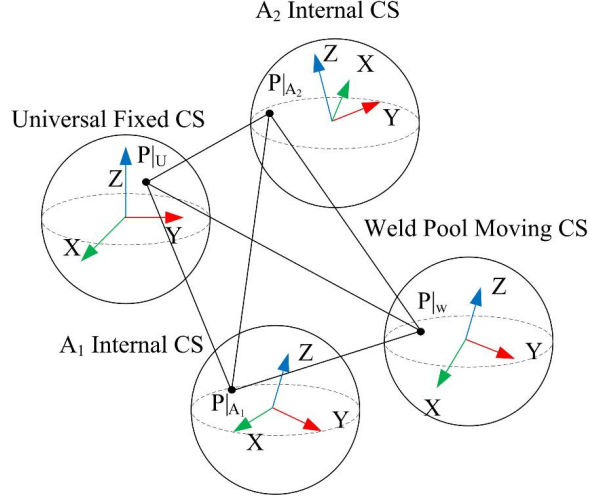 A₂ Internal CS
Z
X
P|A₂
Y
Universal Fixed CS
P|U
Z
X
Y
Weld Pool Moving CS
Z
P|w
Y
X
A₁ Internal CS
Z
P|A₁
X
Y